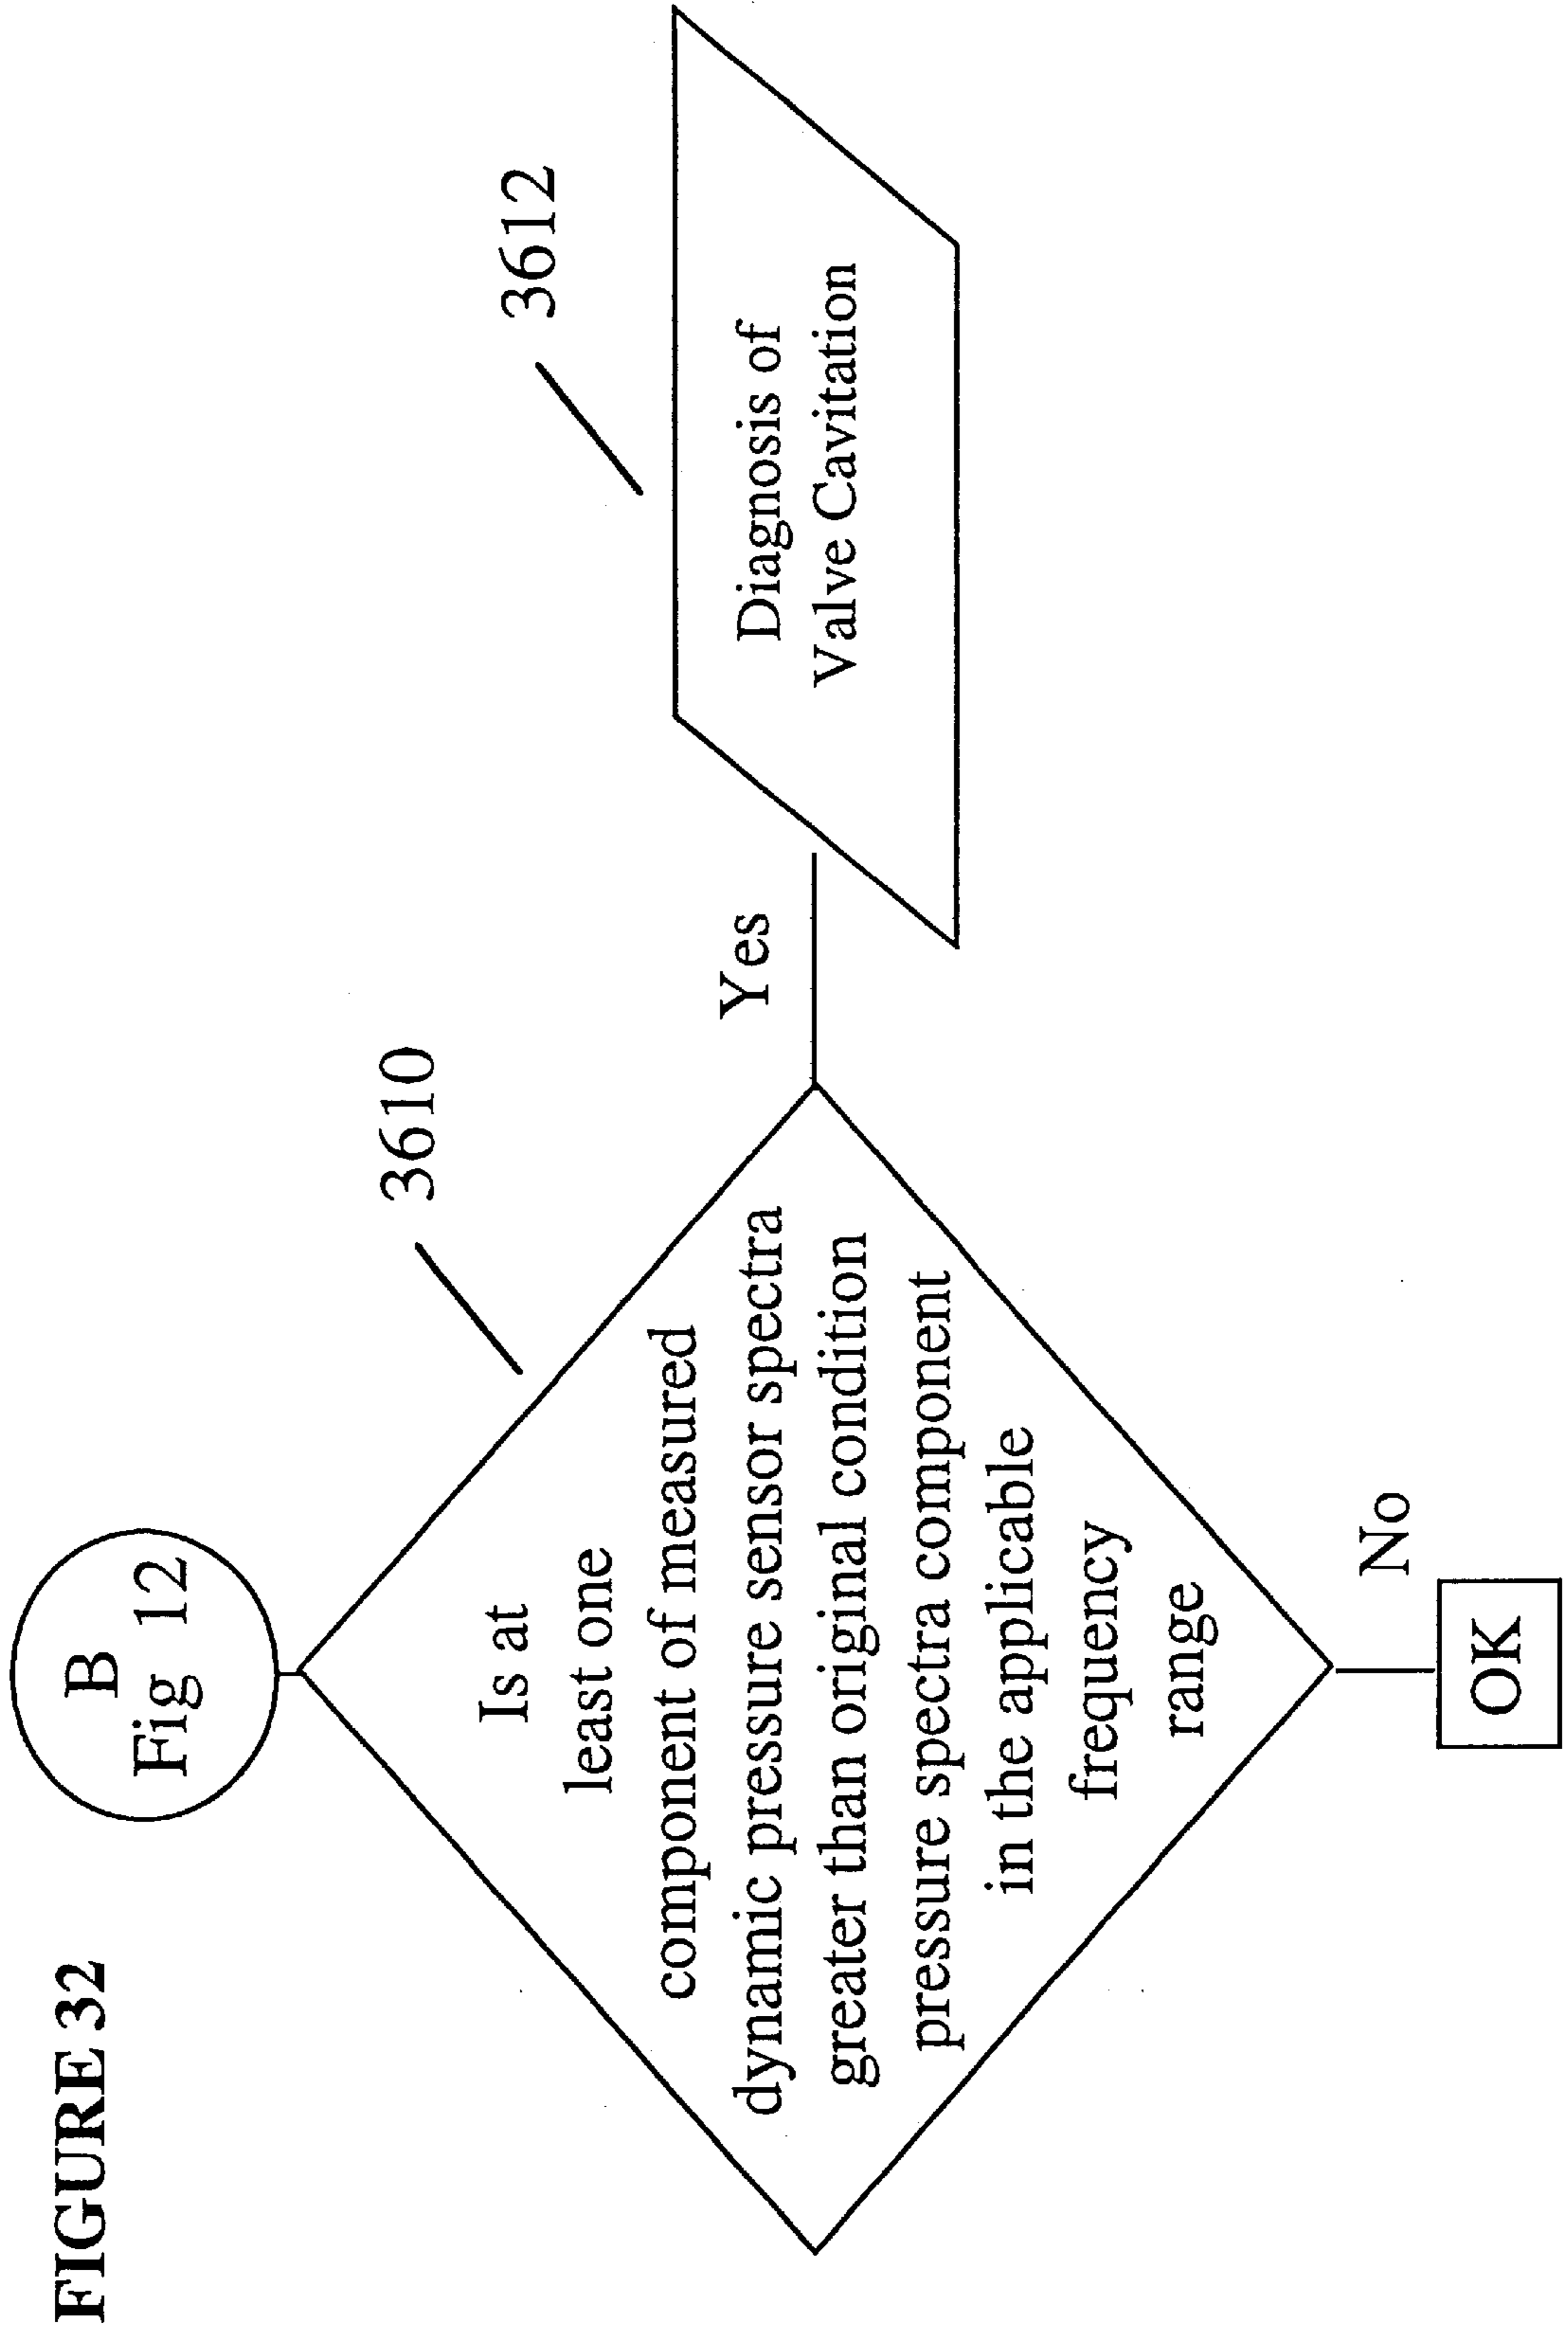 FIGURE 32
B
Fig 12
3610
Is at
least one
component of measured
dynamic pressure sensor spectra
greater than original condition
pressure spectra component
in the applicable
frequency
range
Yes
3612
Diagnosis of
Valve Cavitation
No
OK